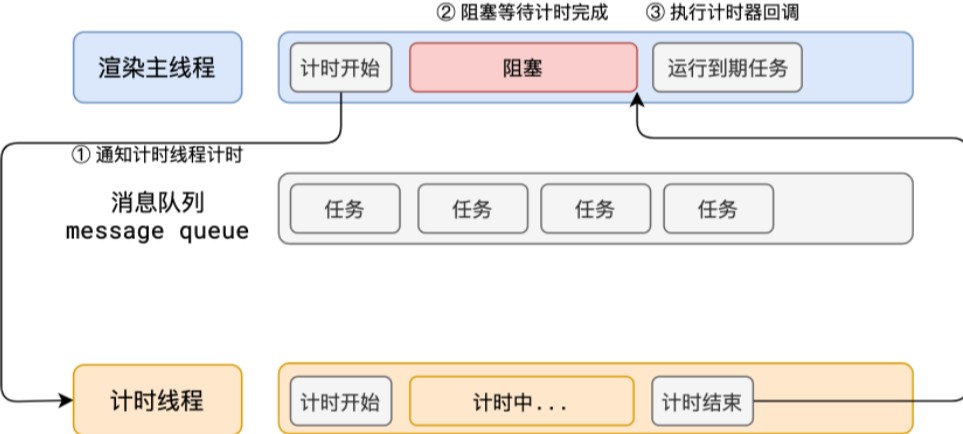 ② 阻塞等待计时完成 ③ 执行计时器回调
渲染主线程 计时开始 阻塞 运行到期任务
① 通知计时线程计时
消息队列
message queue
任务 任务 任务 任务
计时线程 计时开始 计时中... 计时结束